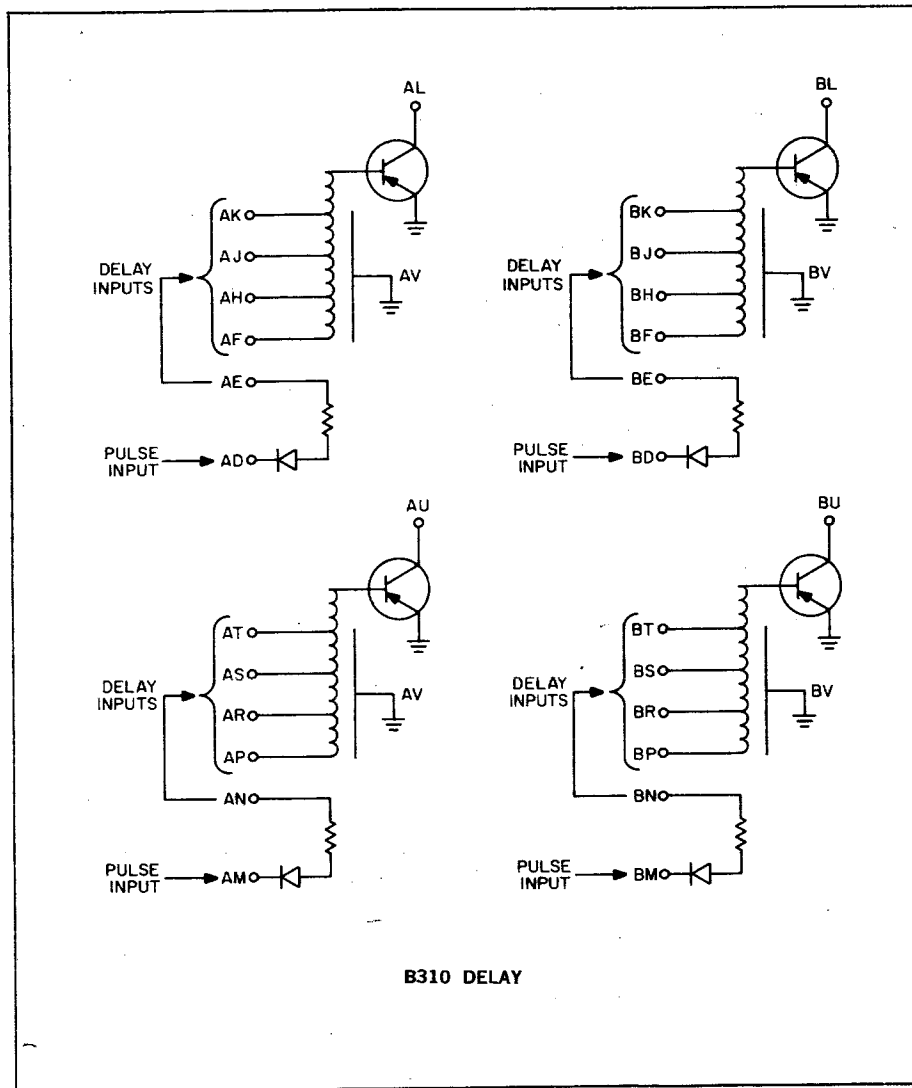 AL
AK
AJ
DELAY
INPUTS
AH
AV
AF
AE
PULSE
INPUT
AD
BL
BK
BJ
DELAY
INPUTS
BH
BV
BF
BE
PULSE
INPUT
BD
AU
AT
AS
DELAY
INPUTS
AV
AR
AP
AN
PULSE
INPUT
AM
BU
BT
BS
DELAY
INPUTS
BV
BR
BP
BN
PULSE
INPUT
BM
B310 DELAY